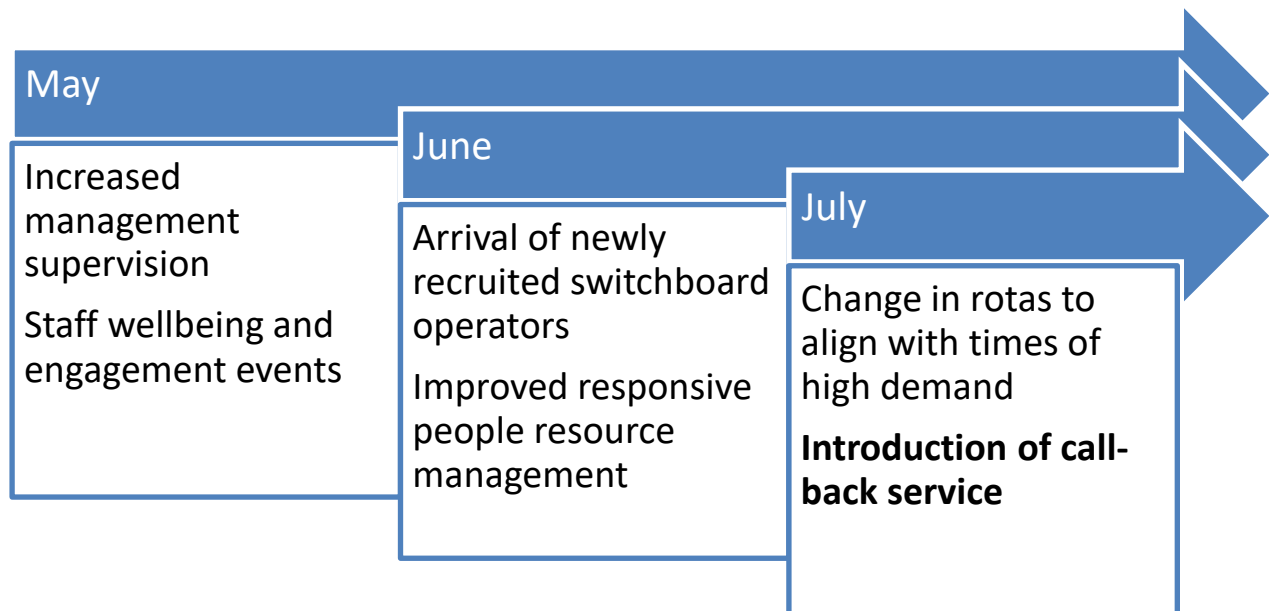 May
Increased
management
supervision
Staff wellbeing and
engagement events
June
Arrival of newly
recruited switchboard
operators
Improved responsive
people resource
management
July
Change in rotas to
align with times of
high demand
Introduction of call-
back service